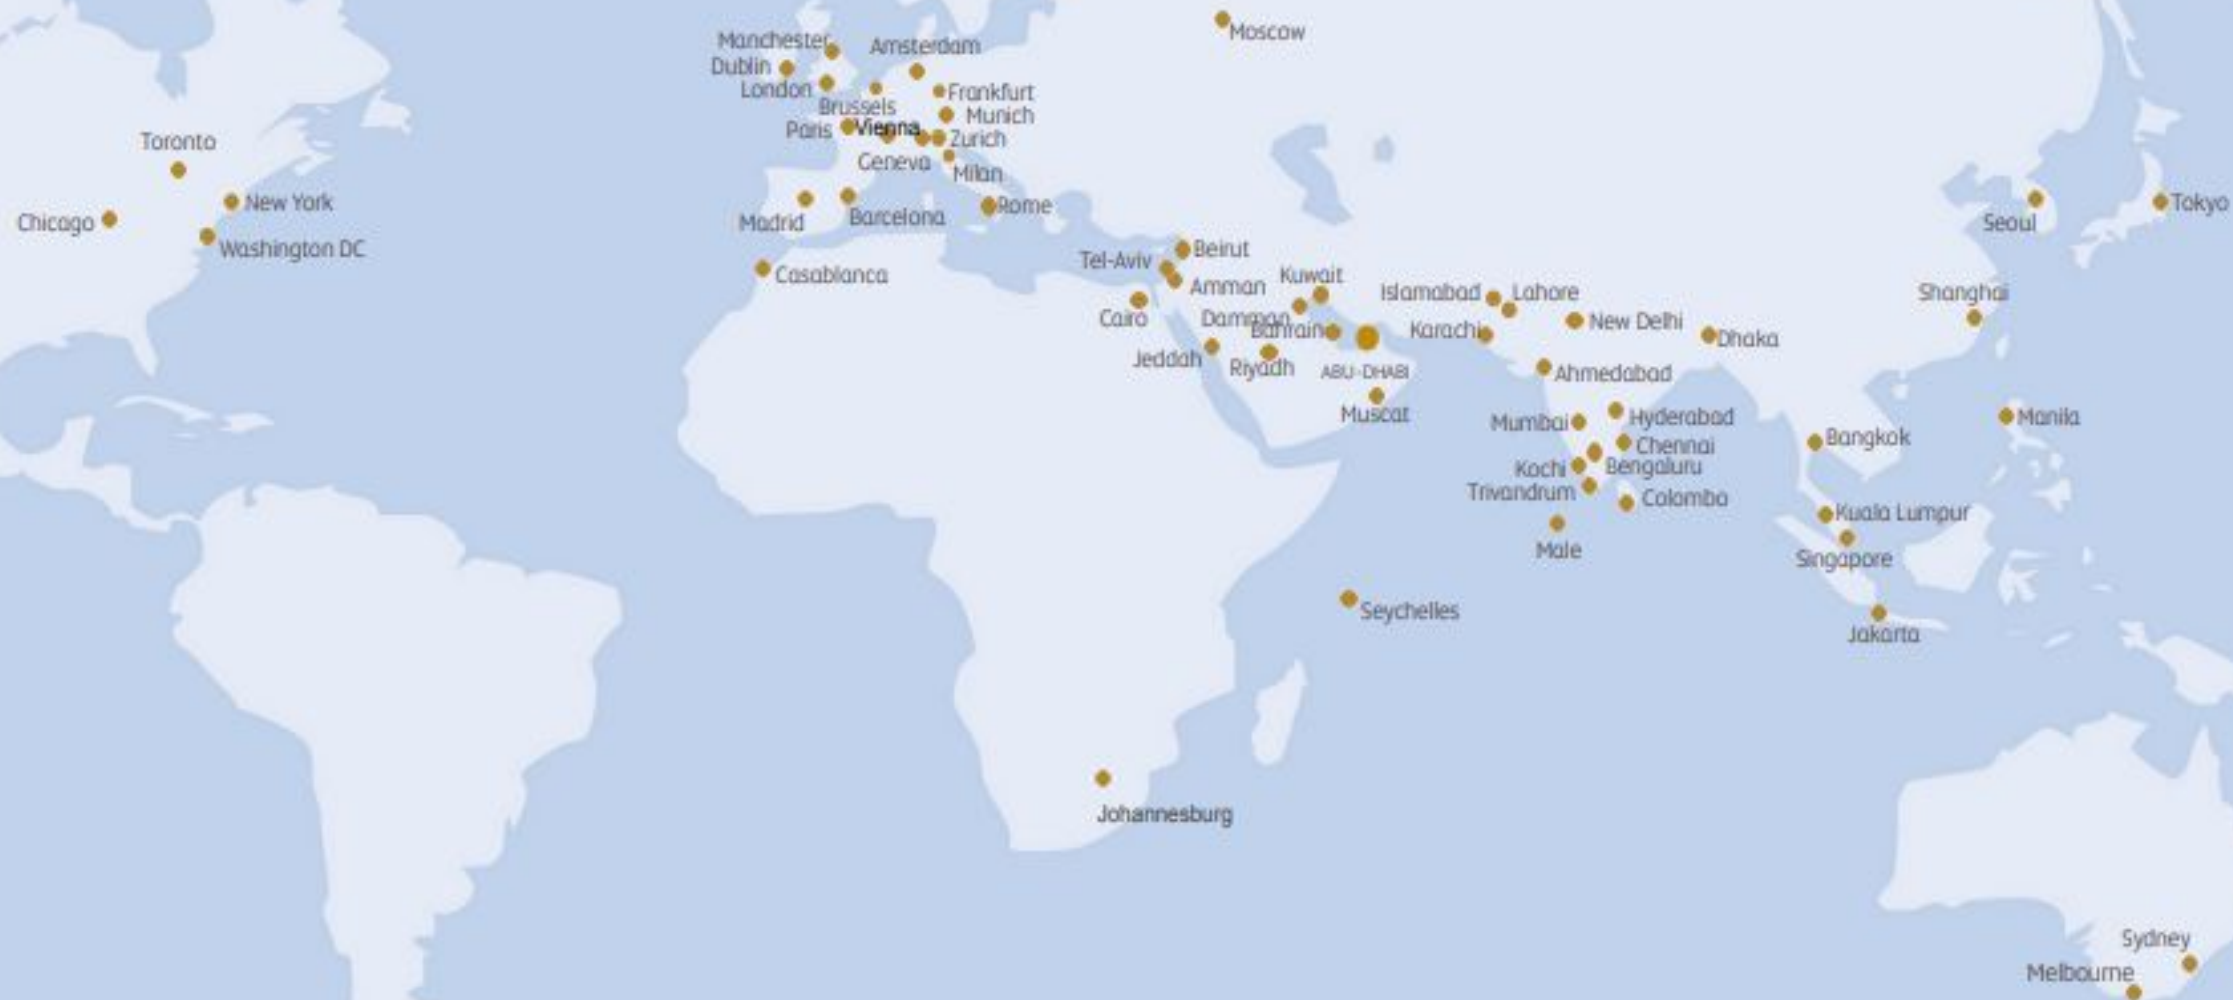 Moscow
Manchester
Amsterdam
Dublin
London
Frankfurt
Brussels
Munich
Paris
Vienna
Zurich
Geneva
Milan
Toronto
New York
Chicago
Washington DC
Madrid
Barcelona
Rome
Seoul
Tokyo
Casablanca
Beirut
Tel-Aviv
Amman
Kuwait
Islamabad
Lahore
Shanghai
Cairo
Damman
Bahrain
Karachi
New Delhi
Dhaka
Jeddah
Riyadh
ABU-DHABI
Ahmedabad
Muscat
Mumbai
Hyderabad
Manila
Chennai
Bangkok
Kochi
Bengaluru
Trivandrum
Colombo
Kuala Lumpur
Male
Singapore
Seychelles
Jakarta
Johannesburg
Sydney
Melbourne